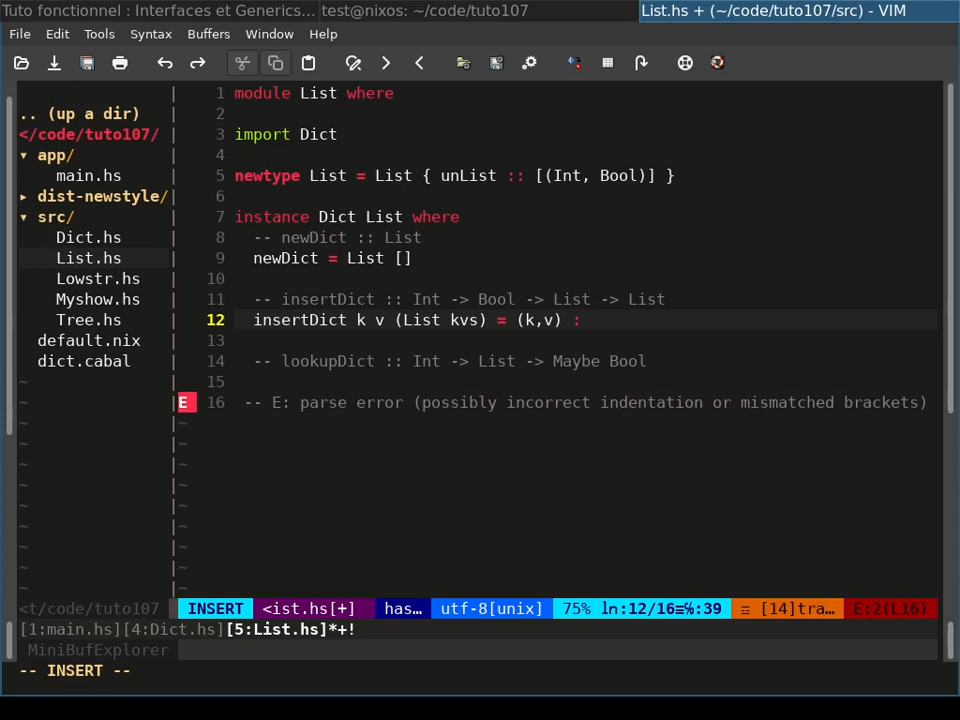 Tuto fonctionnel : Interfaces et Generics... test@nixos: ~/code/tuto107 List.hs + (~/code/tuto107/src) - VIM
File Edit Tools Syntax Buffers Window Help
.. (up a dir)
</code/tuto107/
▾ app/
main.hs
▸ dist-newstyle/
▾ src/
Dict.hs
List.hs
Lowstr.hs
Myshow.hs
Tree.hs
default.nix
dict.cabal
1 module List where
2
3 import Dict
4
5 newtype List = List { unList :: [(Int, Bool)] }
6
7 instance Dict List where
8 -- newDict :: List
9 newDict = List []
10
11 -- insertDict :: Int -> Bool -> List -> List
12 insertDict k v (List kvs) = (k,v) :
13
14 -- lookupDict :: Int -> List -> Maybe Bool
15
E 16 -- E: parse error (possibly incorrect indentation or mismatched brackets)
<t/code/tuto107 INSERT <ist.hs[+] has… utf-8[unix] 75% ln:12/16≡℅:39 ☲ [14]tra… E:2(L16)
[1:main.hs][4:Dict.hs][5:List.hs]*+!
MiniBufExplorer
-- INSERT --